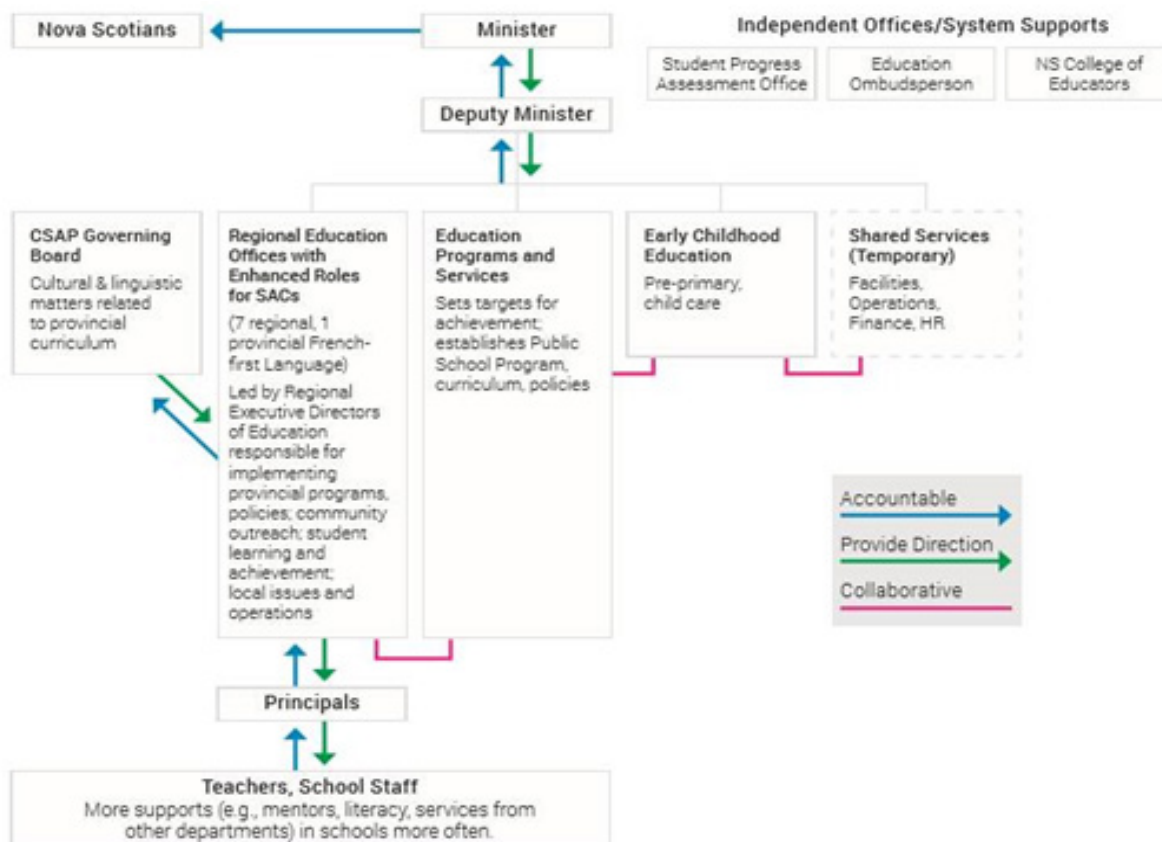 Nova Scotians
Minister
Independent Offices/System Supports
Student Progress
Assessment Office
Education
Ombudsperson
NS College of
Educators
Deputy Minister
CSAP Governing
Board
Cultural & linguistic
matters related
to provincial
curriculum
Regional Education
Offices with
Enhanced Roles
for SACs
(7 regional, 1
provincial French-
first Language)
Led by Regional
Executive Directors
of Education
responsible for
implementing
provincial programs,
policies; community
outreach; student
learning and
achievement;
local issues and
operations
Education
Programs and
Services
Sets targets for
achievement;
establishes Public
School Program,
curriculum, policies
Early Childhood
Education
Pre-primary,
child care
Shared Services
(Temporary)
Facilities,
Operations,
Finance, HR
Accountable
Provide Direction
Collaborative
Principals
Teachers, School Staff
More supports (e.g., mentors, literacy, services from
other departments) in schools more often.